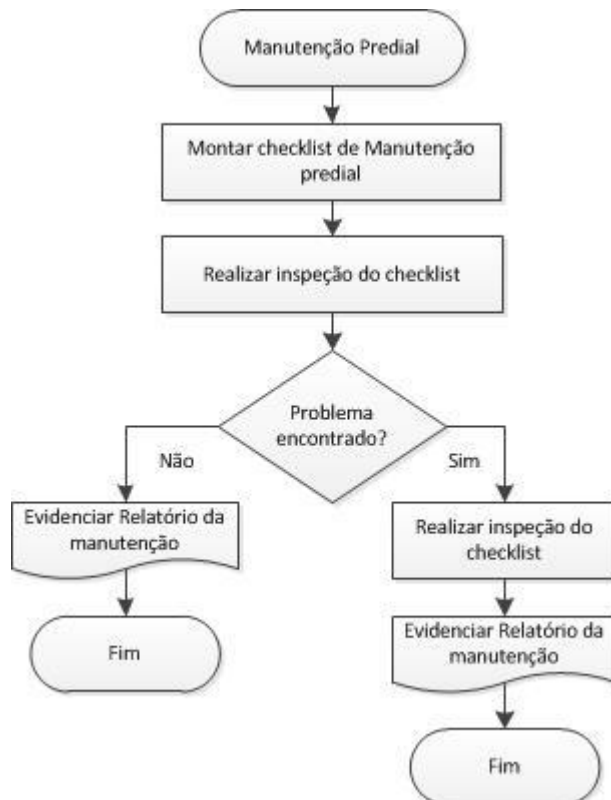 Manutenção Predial
Montar checklist de Manutenção
predial
Realizar inspeção do checklist
Problema
encontrado?
Não
Sim
Evidenciar Relatório da
manutenção
Fim
Realizar inspeção do
checklist
Evidenciar Relatório da
manutenção
Fim